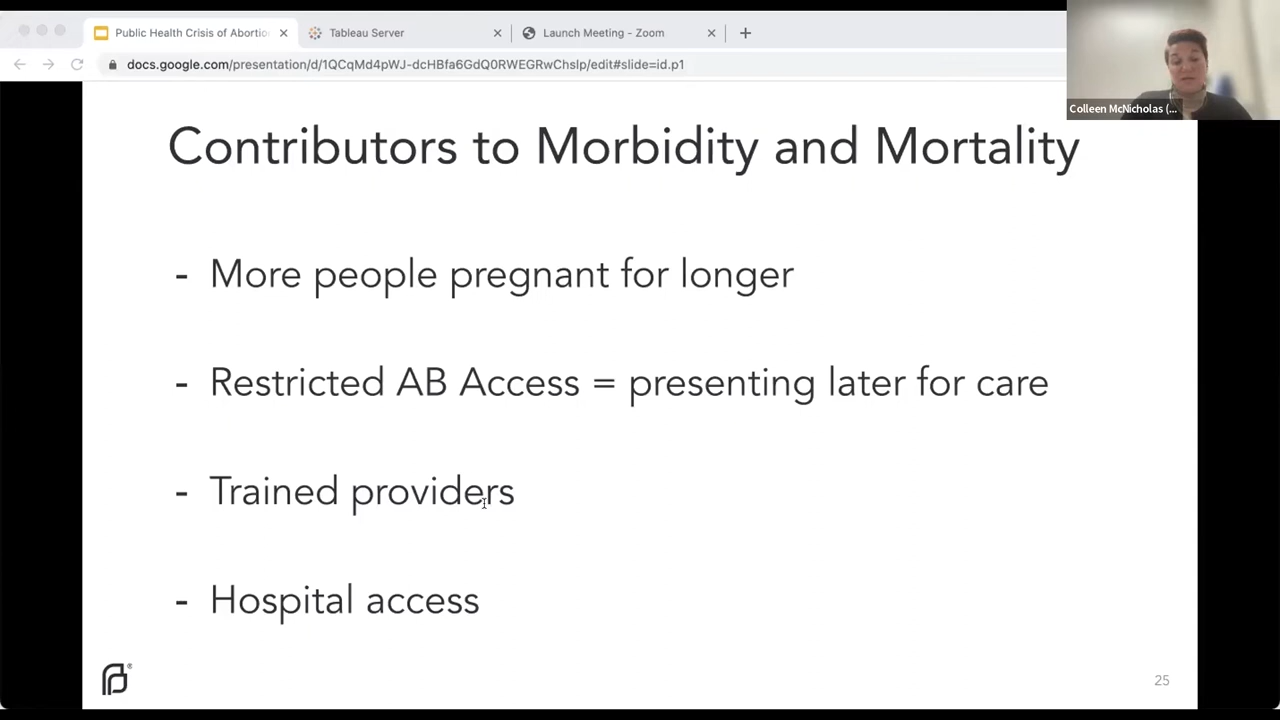 Public Health Crisis of Abortio
Tableau Server
Launch Meeting - Zoom
docs.google.com/presentation/d/1QCqMd4pWJ-dcHBfa6GdQ0RWEGRwChslp/edit#slide=id.p1
Colleen McNicholas (...
Contributors to Morbidity and Mortality
- More people pregnant for longer
- Restricted AB Access = presenting later for care
- Trained providers
- Hospital access
25